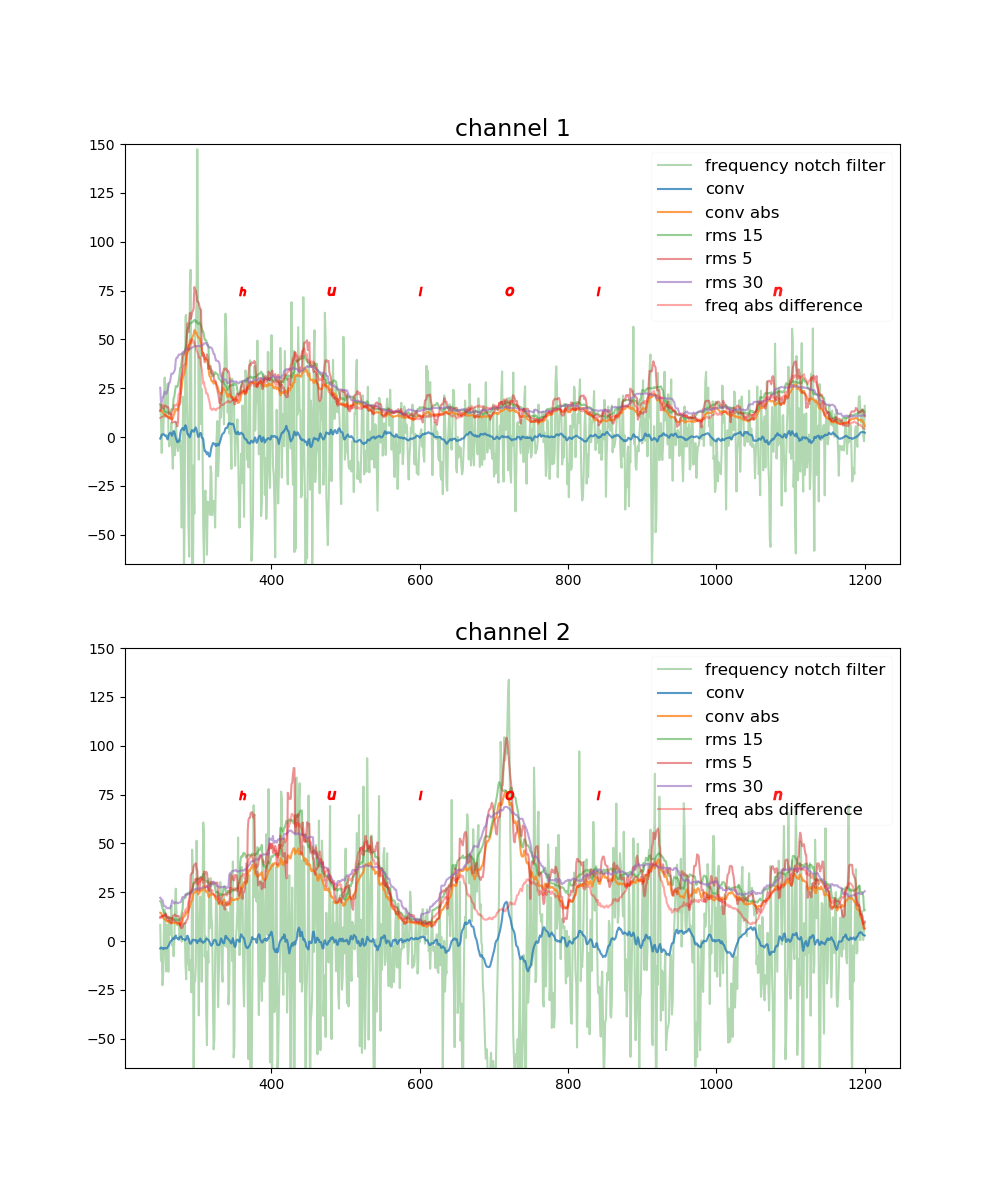 channel 1
150
125
100
75
50
25
0
−25
−50
frequency notch filter
conv
conv abs
rms 15
rms 5
rms 30
freq abs difference
h u l o l n
400 600 800 1000 1200
channel 2
150
125
100
75
50
25
0
−25
−50
frequency notch filter
conv
conv abs
rms 15
rms 5
rms 30
freq abs difference
h u l o l n
400 600 800 1000 1200